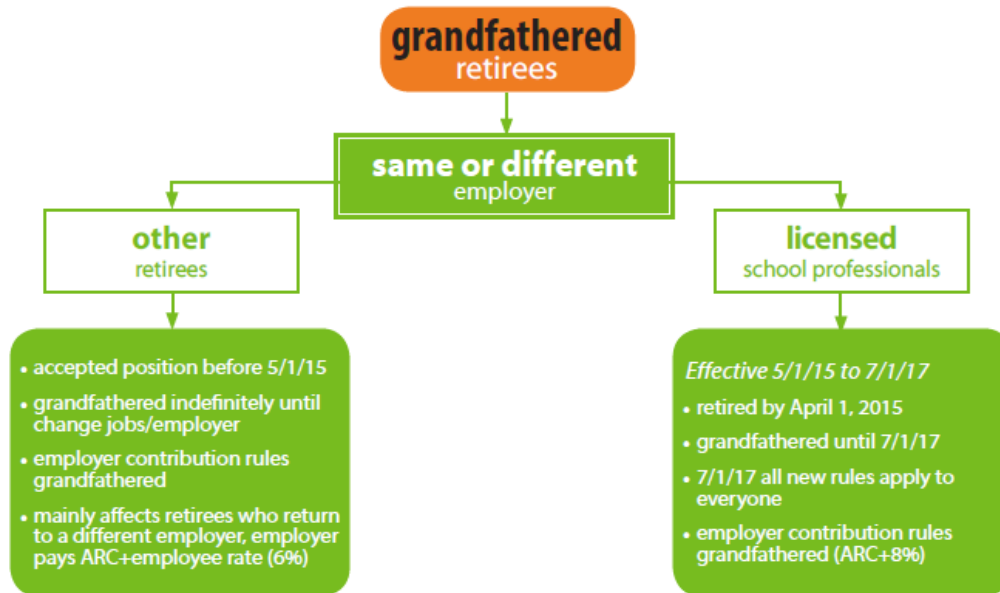 grandfathered
retirees
same or different
employer
other
retirees
• accepted position before 5/1/15
• grandfathered indefinitely until
change jobs/employer
• employer contribution rules
grandfathered
• mainly affects retirees who return
to a different employer, employer
pays ARC+employee rate (6%)
licensed
school professionals
Effective 5/1/15 to 7/1/17
• retired by April 1, 2015
• grandfathered until 7/1/17
• 7/1/17 all new rules apply to
everyone
• employer contribution rules
grandfathered (ARC+8%)